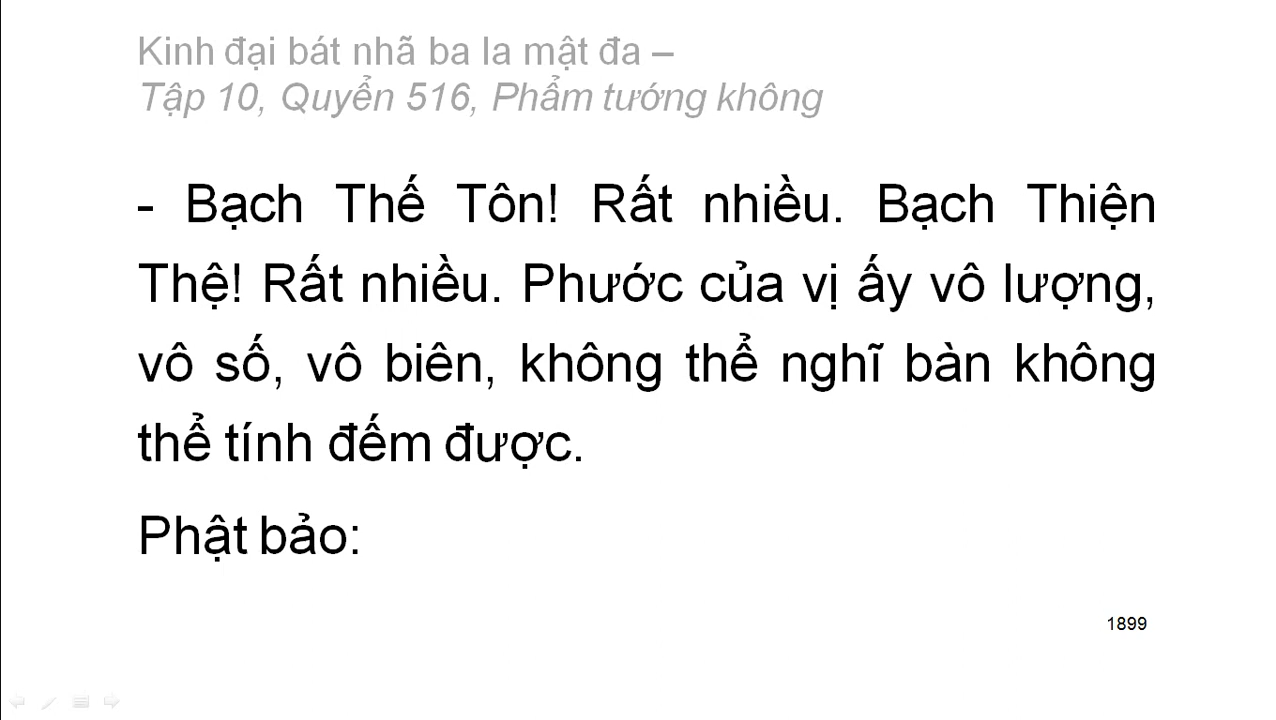 Kinh đại bát nhã ba la mật đa –
Tập 10, Quyển 516, Phẩm tướng không
- Bạch Thế Tôn! Rất nhiều. Bạch Thiện
Thệ! Rất nhiều. Phước của vị ấy vô lượng,
vô số, vô biên, không thể nghĩ bàn không
thể tính đếm được.
Phật bảo:
1899